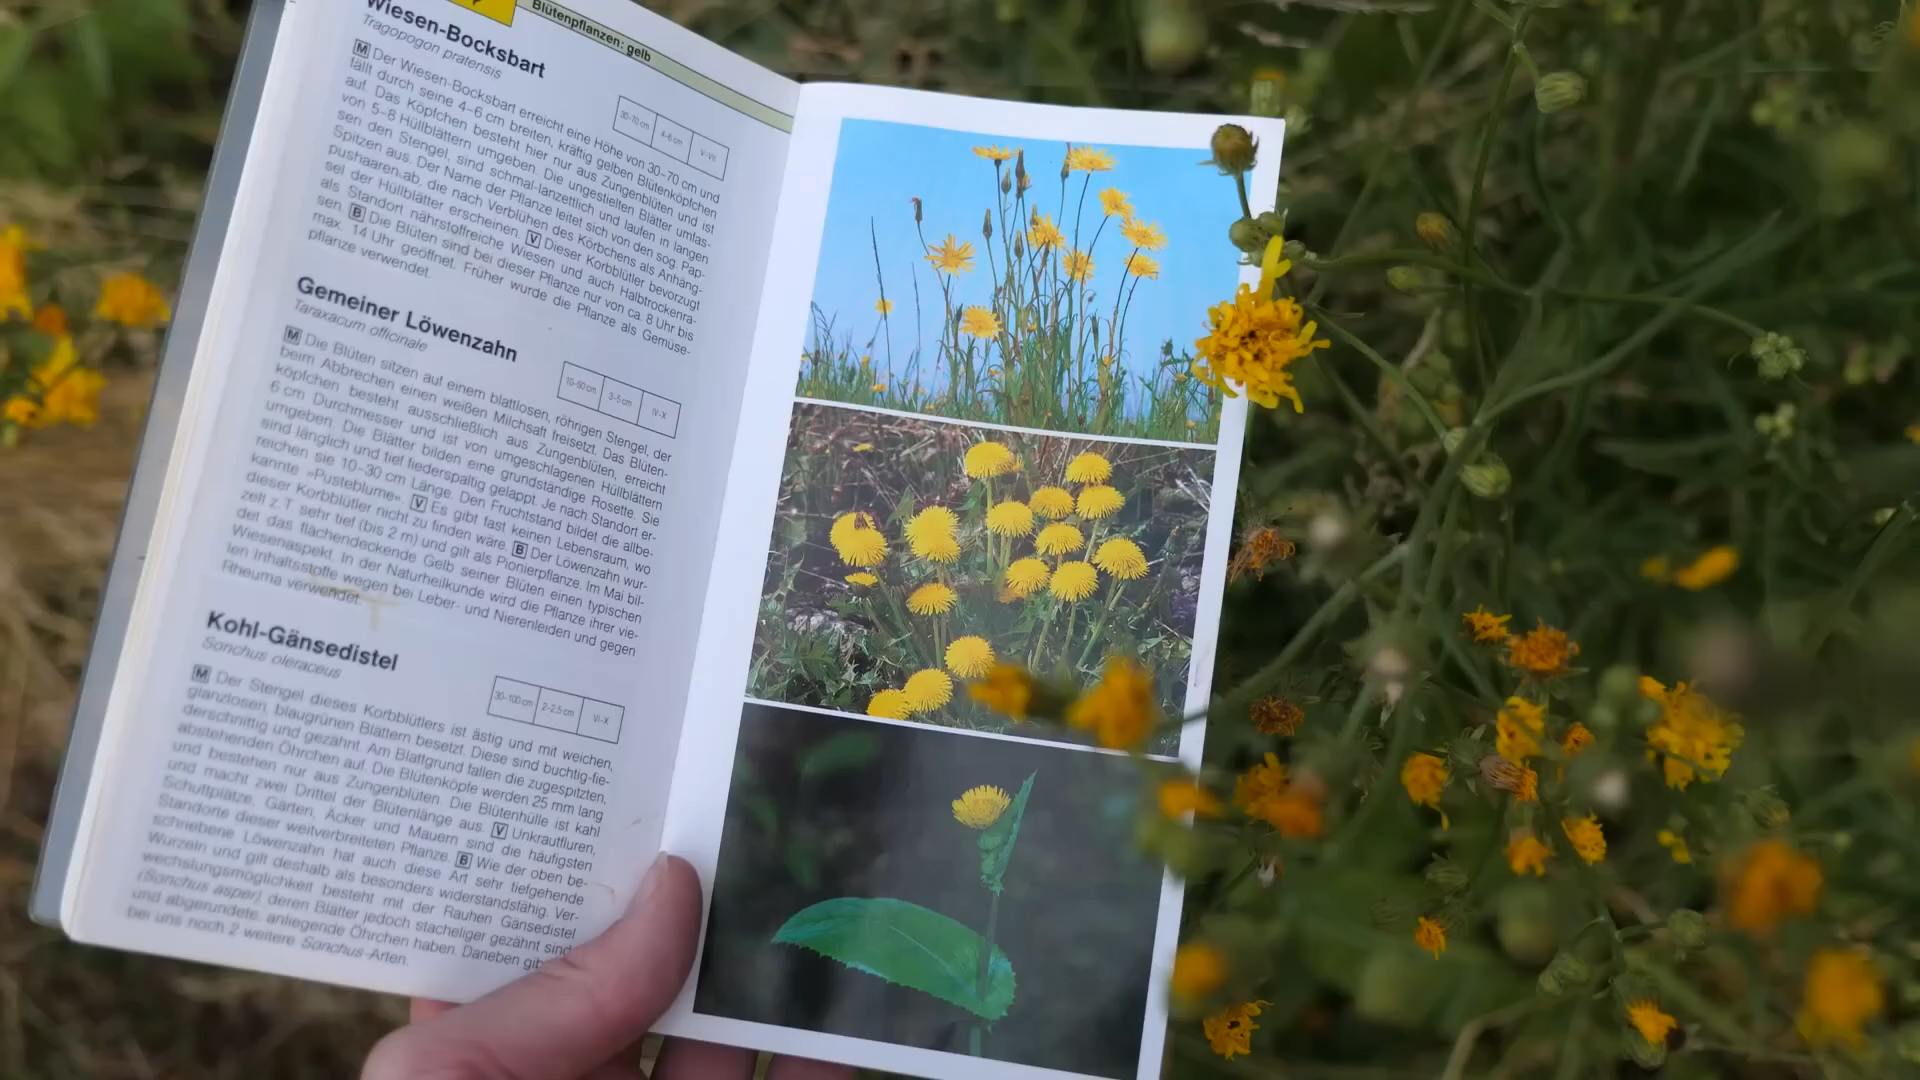 Blütenpflanzen: gelb
Wiesen-Bocksbart
Tragopogon pratensis
30-70 cm 4-6 cm V-VII
M Der Wiesen-Bocksbart erreicht eine Höhe von 30-70 cm und
fällt durch seine 4-6 cm breiten, kräftig gelben Blütenköpfchen
auf. Das Köpfchen besteht hier nur aus Zungenblüten und ist
von 5-8 Hüllblättern umgeben. Die ungestielten Blätter umlas-
sen den Stengel, sind schmal-lanzettlich und laufen in langen
Spitzen aus. Der Name der Pflanze leitet sich von den sog. Pap-
pushaaren ab, die nach Verblühen des Körbchens als Anhäng-
sel der Hüllblätter erscheinen. V Dieser Korbblütler bevorzugt
als Standort nährstoffreiche Wiesen und auch Halbtrockenra-
sen. B Die Blüten sind bei dieser Pflanze nur von ca. 8 Uhr bis
max. 14 Uhr geöffnet. Früher wurde die Pflanze als Gemüse-
pflanze verwendet.
Gemeiner Löwenzahn
Taraxacum officinale
10-50 cm 3-5 cm IV-X
M Die Blüten sitzen auf einem blattlosen, röhrigen Stengel, der
beim Abbrechen einen weißen Milchsaft freisetzt. Das Blüten-
köpfchen besteht ausschließlich aus Zungenblüten, erreicht
6 cm Durchmesser und ist von umgeschlagenen Hüllblättern
umgeben. Die Blätter bilden eine grundständige Rosette. Sie
sind länglich und tief fiederspaltig gelappt. Je nach Standort er-
reichen sie 10-30 cm Länge. Den Fruchtstand bildet die allbe-
kannte »Pusteblume«. V Es gibt fast keinen Lebensraum, wo
dieser Korbblütler nicht zu finden wäre. B Der Löwenzahn wur-
zelt z.T. sehr tief (bis 2 m) und gilt als Pionierpflanze. Im Mai bil-
det das flächendeckende Gelb seiner Blüten einen typischen
Wiesenaspekt. In der Naturheilkunde wird die Pflanze ihrer vie-
len Inhaltsstoffe wegen bei Leber- und Nierenleiden und gegen
Rheuma verwendet.
Kohl-Gänsedistel
Sonchus oleraceus
30-100 cm 2-2,5 cm VI-X
M Der Stengel dieses Korbblütlers ist ästig und mit weichen,
glanzlosen, blaugrünen Blättern besetzt. Diese sind buchtig-fie-
derschnittig und gezähnt. Am Blattgrund fallen die zugespitzten,
abstehenden Öhrchen auf. Die Blütenköpfe werden 25 mm lang
und bestehen nur aus Zungenblüten. Die Blütenhülle ist kahl
und macht zwei Drittel der Blütenlänge aus. V Unkrautfluren,
Schuttplätze, Gärten, Äcker und Mauern sind die häufigsten
Standorte dieser weitverbreiteten Pflanze. B Wie der oben be-
schriebene Löwenzahn hat auch diese Art sehr tiefgehende
Wurzeln und gilt deshalb als besonders widerstandsfähig. Ver-
wechslungsmöglichkeit besteht mit der Rauhen Gänsedistel
(Sonchus asper), deren Blätter jedoch stacheliger gezähnt sind
und abgerundete, anliegende Öhrchen haben. Daneben gibt
bei uns noch 2 weitere Sonchus-Arten.